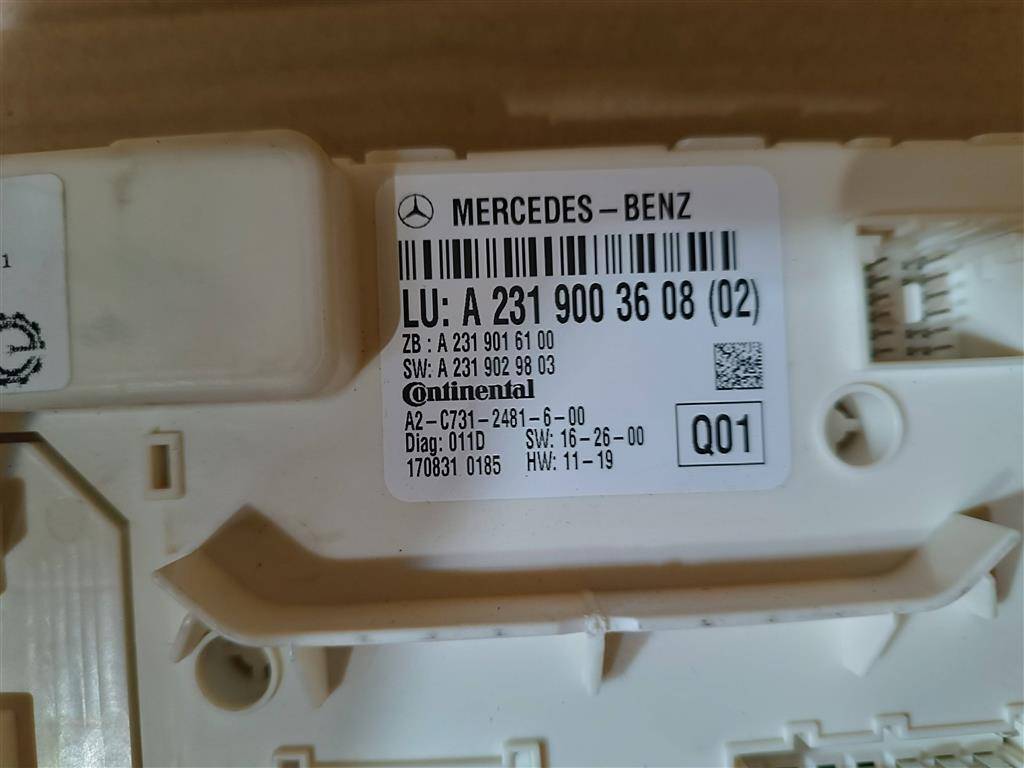 MERCEDES-BENZ
LU: A 231 900 36 08 (02)
ZB : A 231 901 61 00
SW: A 231 902 98 03
Continental
A2-C731-2481-6-00
Diag: 011D SW: 16-26-00
170831 0185 HW: 11-19
Q01
1